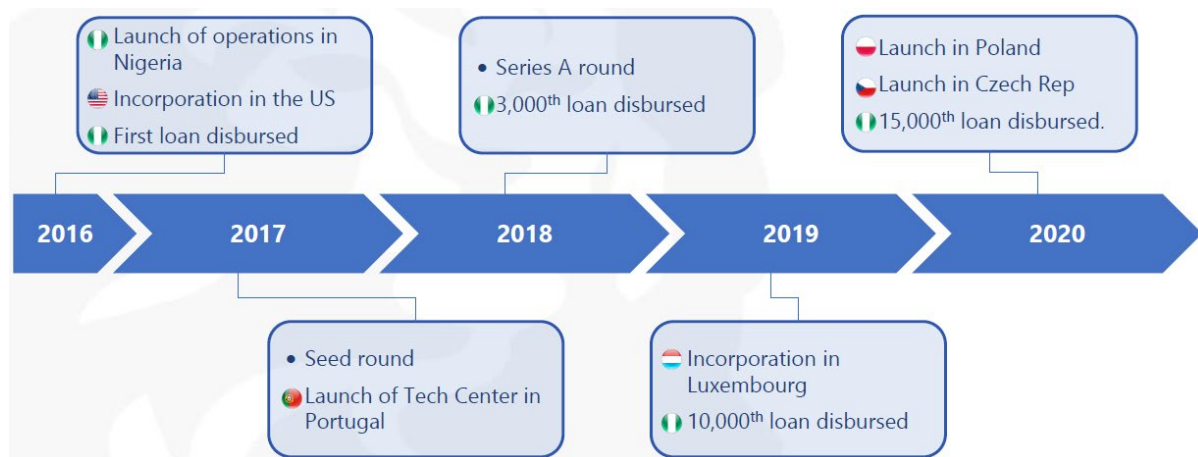 Launch of operations in
Nigeria
Incorporation in the US
First loan disbursed
• Series A round
3,000th loan disbursed
Launch in Poland
Launch in Czech Rep
15,000th loan disbursed.
2016
2017
2018
2019
2020
• Seed round
Launch of Tech Center in
Portugal
Incorporation in
Luxembourg
10,000th loan disbursed